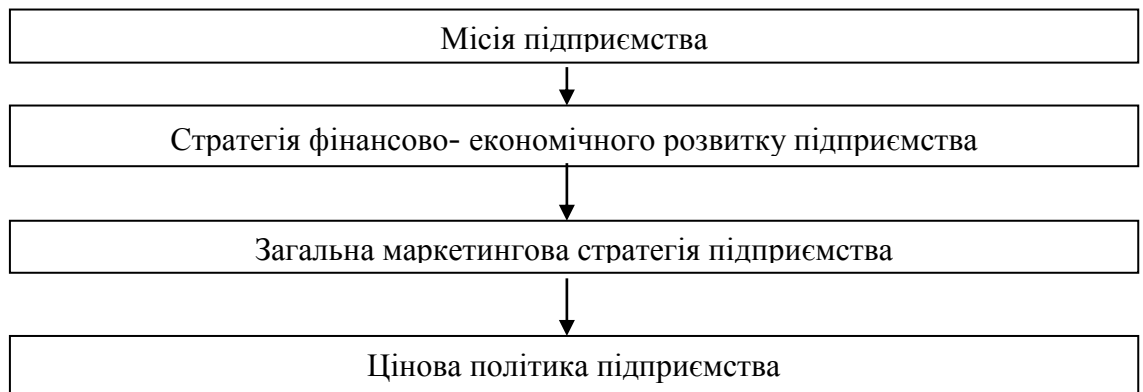 Місія підприємства
Стратегія фінансово- економічного розвитку підприємства
Загальна маркетингова стратегія підприємства
Цінова політика підприємства